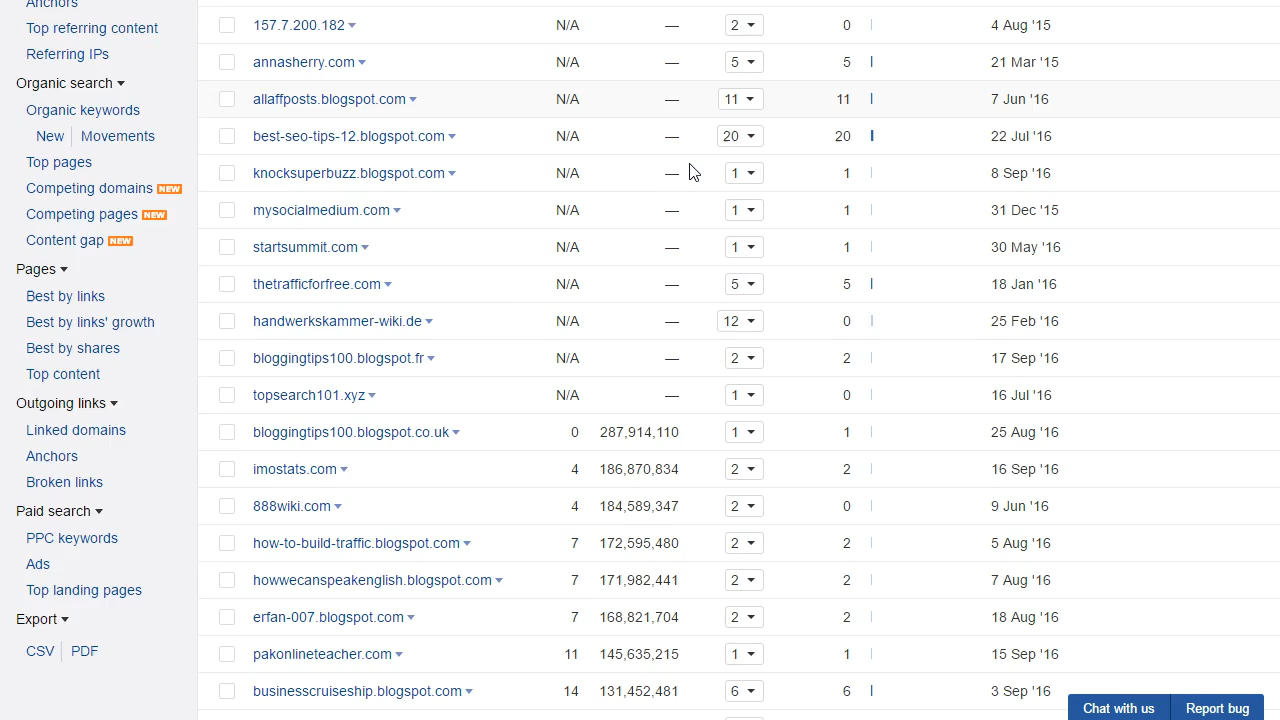 Anchors
Top referring content
Referring IPs
Organic search
Organic keywords
New Movements
Top pages
Competing domains NEW
Competing pages NEW
Content gap NEW
Pages
Best by links
Best by links' growth
Best by shares
Top content
Outgoing links
Linked domains
Anchors
Broken links
Paid search
PPC keywords
Ads
Top landing pages
Export
CSV PDF
157.7.200.182 N/A — 2 0 4 Aug '15
annasherry.com N/A — 5 5 21 Mar '15
allaffposts.blogspot.com N/A — 11 11 7 Jun '16
best-seo-tips-12.blogspot.com N/A — 20 20 22 Jul '16
knocksuperbuzz.blogspot.com N/A — 1 1 8 Sep '16
mysocialmedium.com N/A — 1 1 31 Dec '15
startsummit.com N/A — 1 1 30 May '16
thetrafficforfree.com N/A — 5 5 18 Jan '16
handwerkskammer-wiki.de N/A — 12 0 25 Feb '16
bloggingtips100.blogspot.fr N/A — 2 2 17 Sep '16
topsearch101.xyz N/A — 1 0 16 Jul '16
bloggingtips100.blogspot.co.uk 0 287,914,110 1 1 25 Aug '16
imostats.com 4 186,870,834 2 2 16 Sep '16
888wiki.com 4 184,589,347 2 0 9 Jun '16
how-to-build-traffic.blogspot.com 7 172,595,480 2 2 5 Aug '16
howwecanspeakenglish.blogspot.com 7 171,982,441 2 2 7 Aug '16
erfan-007.blogspot.com 7 168,821,704 2 2 18 Aug '16
pakonlineteacher.com 11 145,635,215 1 1 15 Sep '16
businesscruiseship.blogspot.com 14 131,452,481 6 6 3 Sep '16
Chat with us Report bug